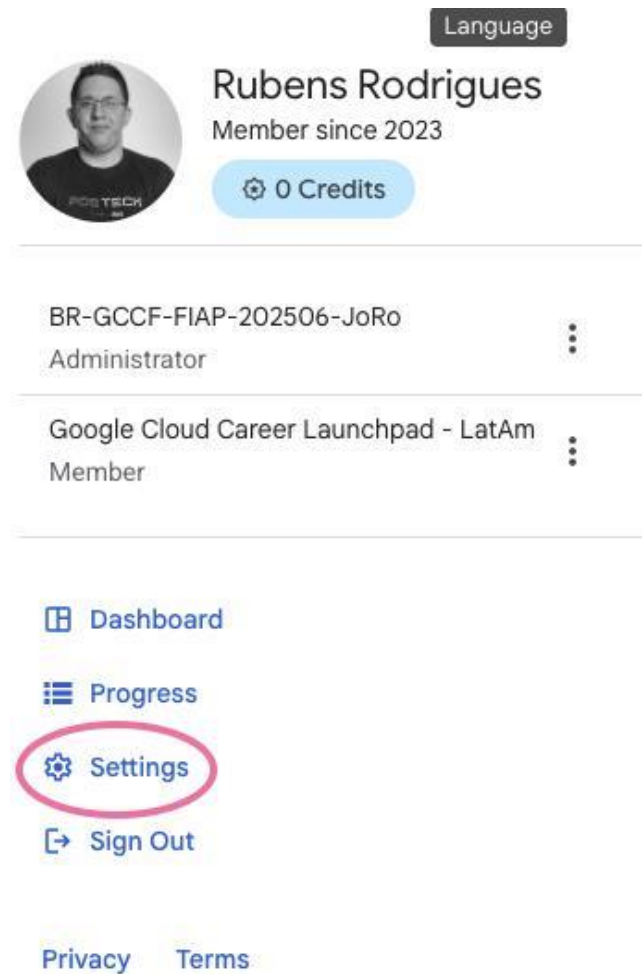 Language
Rubens Rodrigues
Member since 2023
0 Credits
POSTECH
BR-GCCF-FIAP-202506-JoRo
Administrator
Google Cloud Career Launchpad - LatAm
Member
Dashboard
Progress
Settings
Sign Out
Privacy Terms